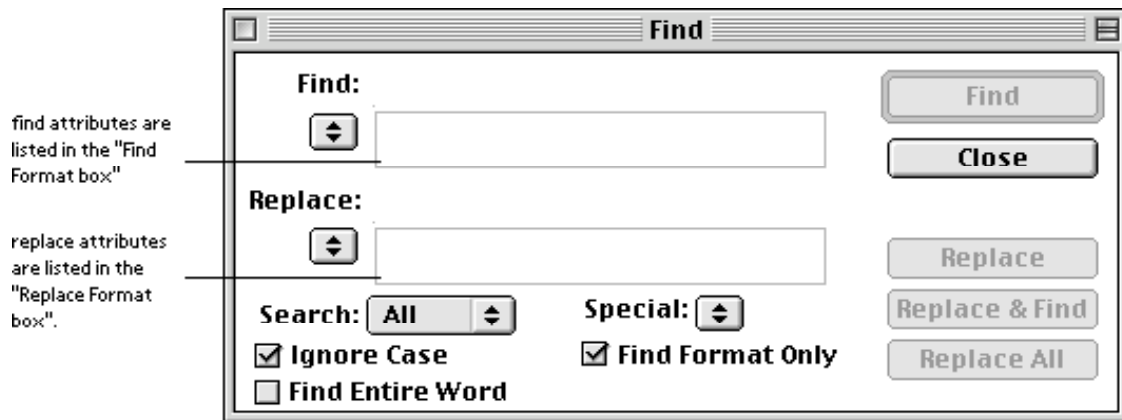 Find
Find:
find attributes are
listed in the "Find
Format box"
Find
Close
Replace:
replace attributes
are listed in the
"Replace Format
box".
Replace
Search: All
Special:
Replace & Find
Ignore Case
Find Format Only
Replace All
Find Entire Word